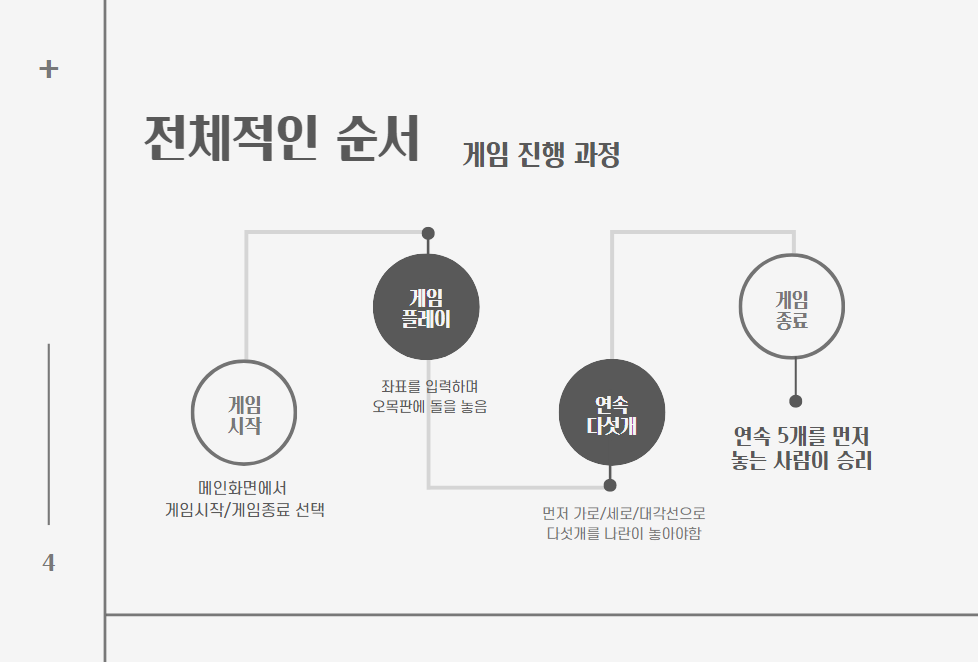 +
전체적인 순서
게임 진행 과정
게임
시작
메인화면에서
게임시작/게임종료 선택
게임
플레이
좌표를 입력하며
오목판에 돌을 놓음
연속
다섯개
먼저 가로/세로/대각선으로
다섯개를 나란이 놓아야함
게임
종료
연속 5개를 먼저
놓는 사람이 승리
4